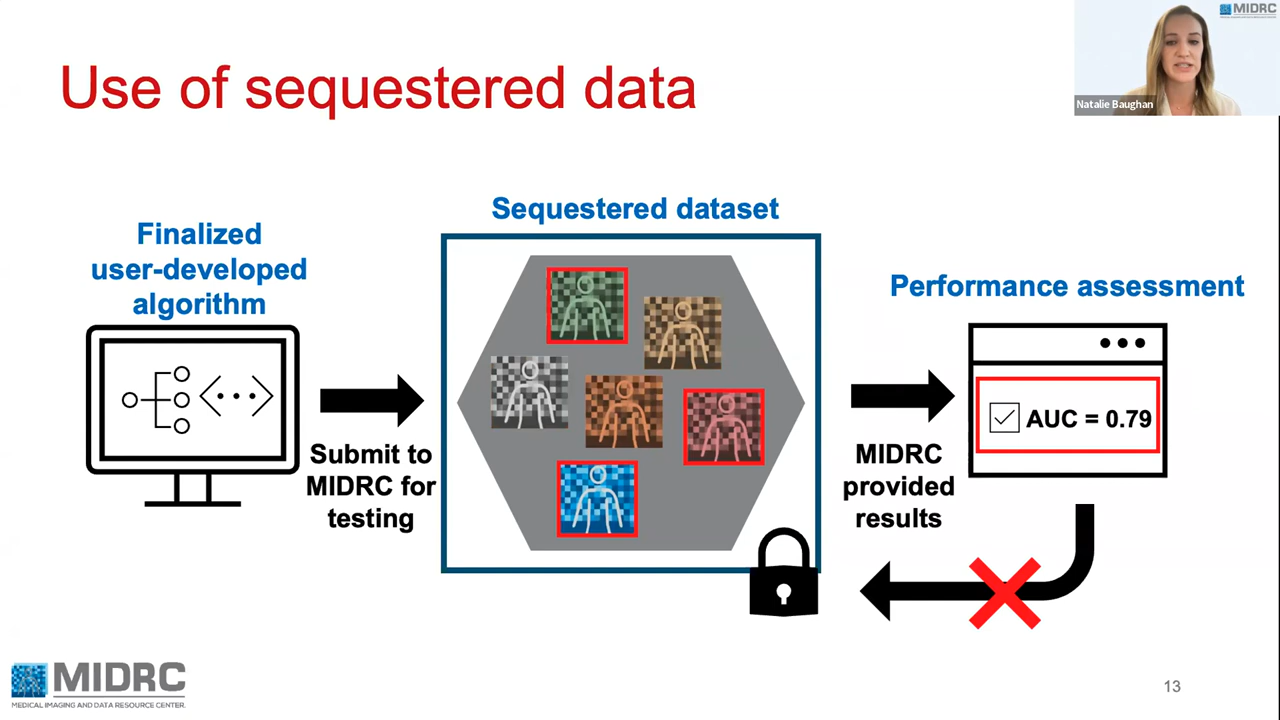 MIDRC
Natalie Baughan
Use of sequestered data
Finalized
user-developed
algorithm
Submit to
MIDRC for
testing
Sequestered dataset
MIDRC
provided
results
Performance assessment
AUC = 0.79
MIDRC
MEDICAL IMAGING AND DATA RESOURCE CENTER.
13